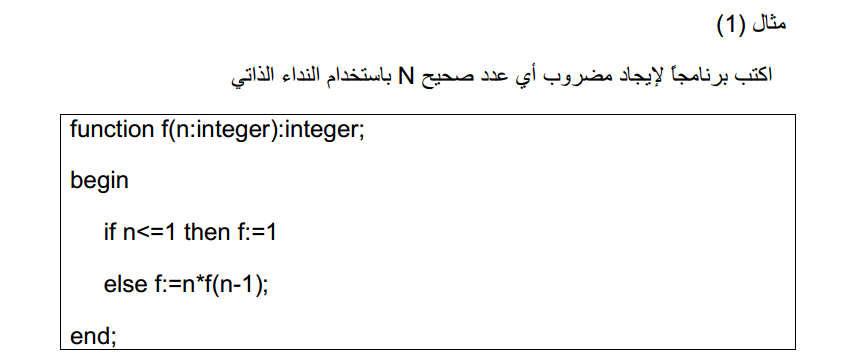 مثال (1)
اكتب برنامجاً لإيجاد مضروب أي عدد صحيح N باستخدام النداء الذاتي
function f(n:integer):integer;
begin
if n<=1 then f:=1
else f:=n*f(n-1);
end;